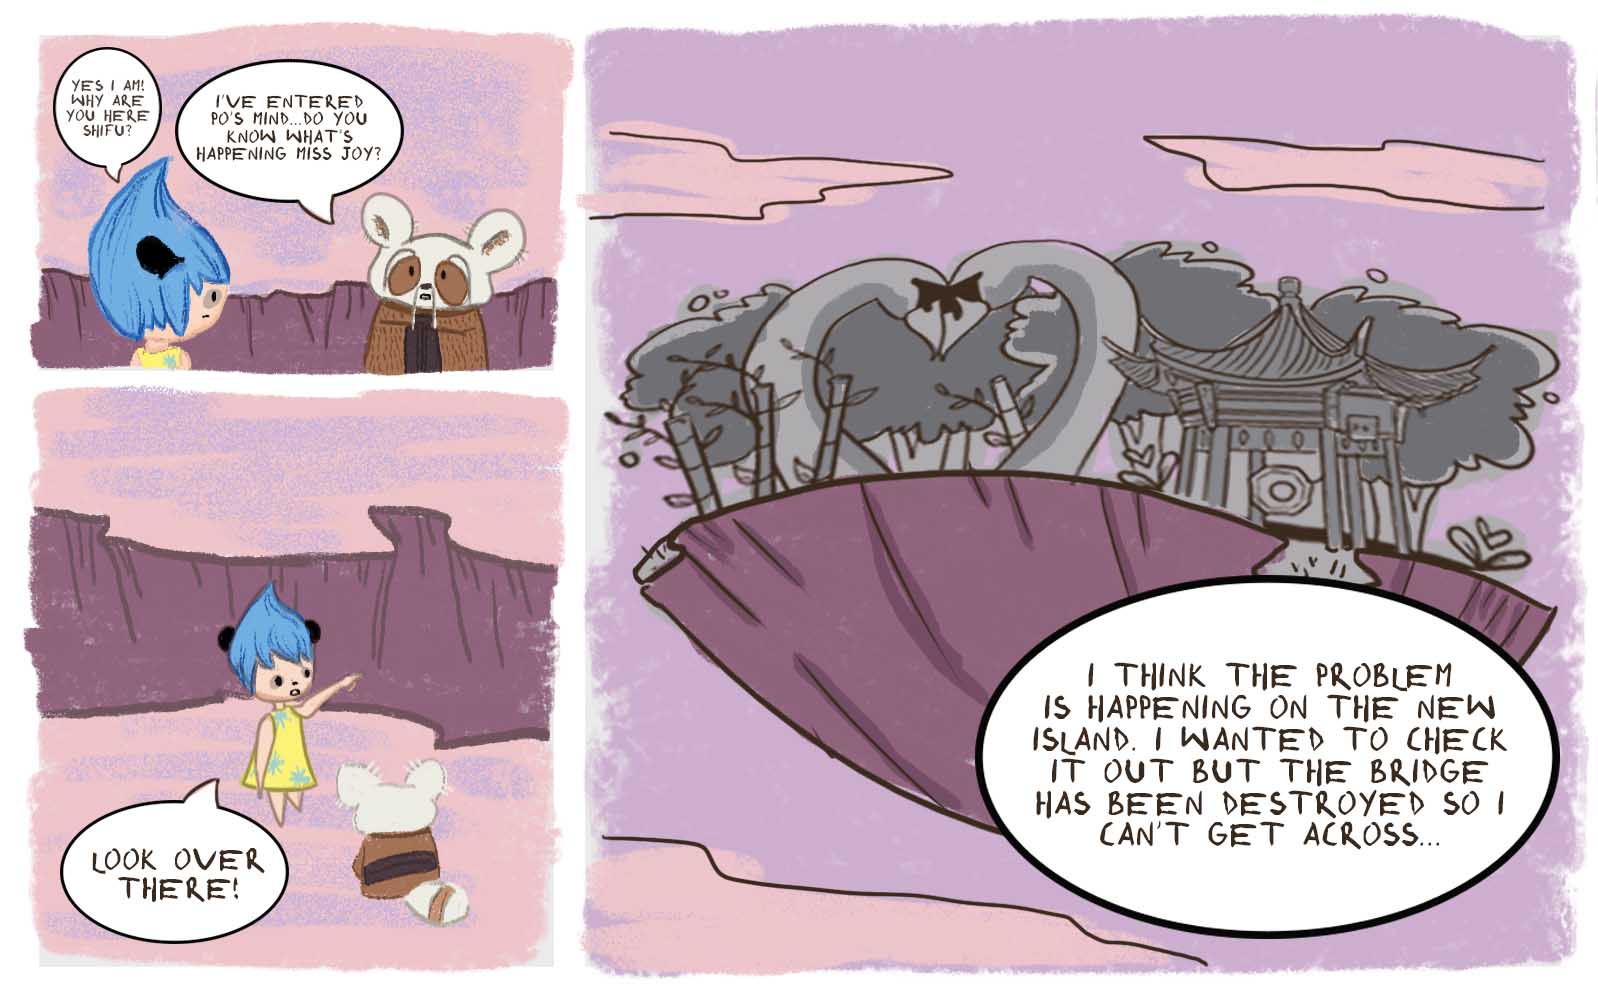 YES I AM!
WHY ARE
YOU HERE
SHIFU?
I'VE ENTERED
PO'S MIND...DO YOU
KNOW WHAT'S
HAPPENING MISS JOY?
LOOK OVER
THERE!
I THINK THE PROBLEM
IS HAPPENING ON THE NEW
ISLAND. I WANTED TO CHECK
IT OUT BUT THE BRIDGE
HAS BEEN DESTROYED SO I
CAN'T GET ACROSS...